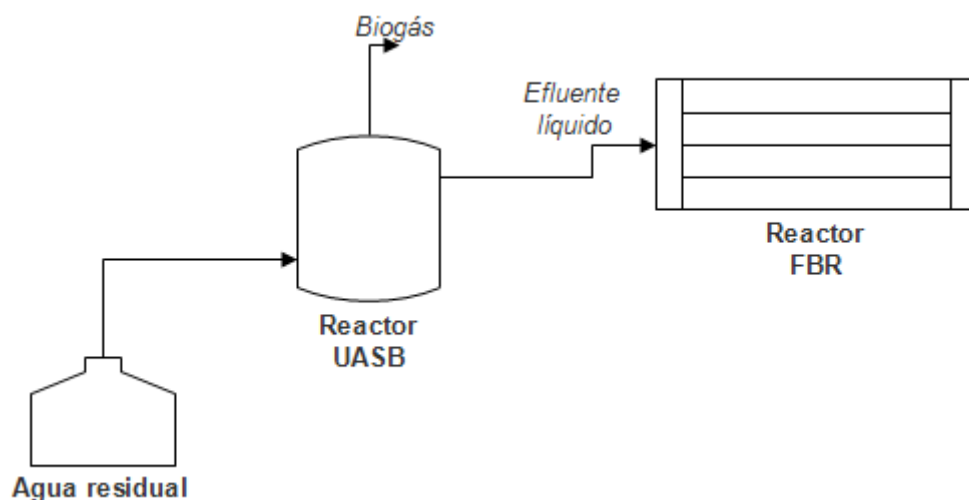 Biogás
Efluente
líquido
Reactor
FBR
Reactor
UASB
Agua residual